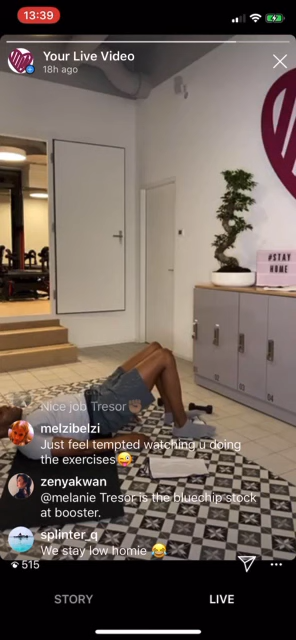 13:39
Your Live Video
18h ago
#STAY
HOME
Nice job Tresor
melzibelzi
Just feel tempted watching u doing
the exercises😜
zenyakwan
@melanie Tresor is the bluechip stock
at booster.
splinter_q
We stay low homie 😂
515
STORY LIVE